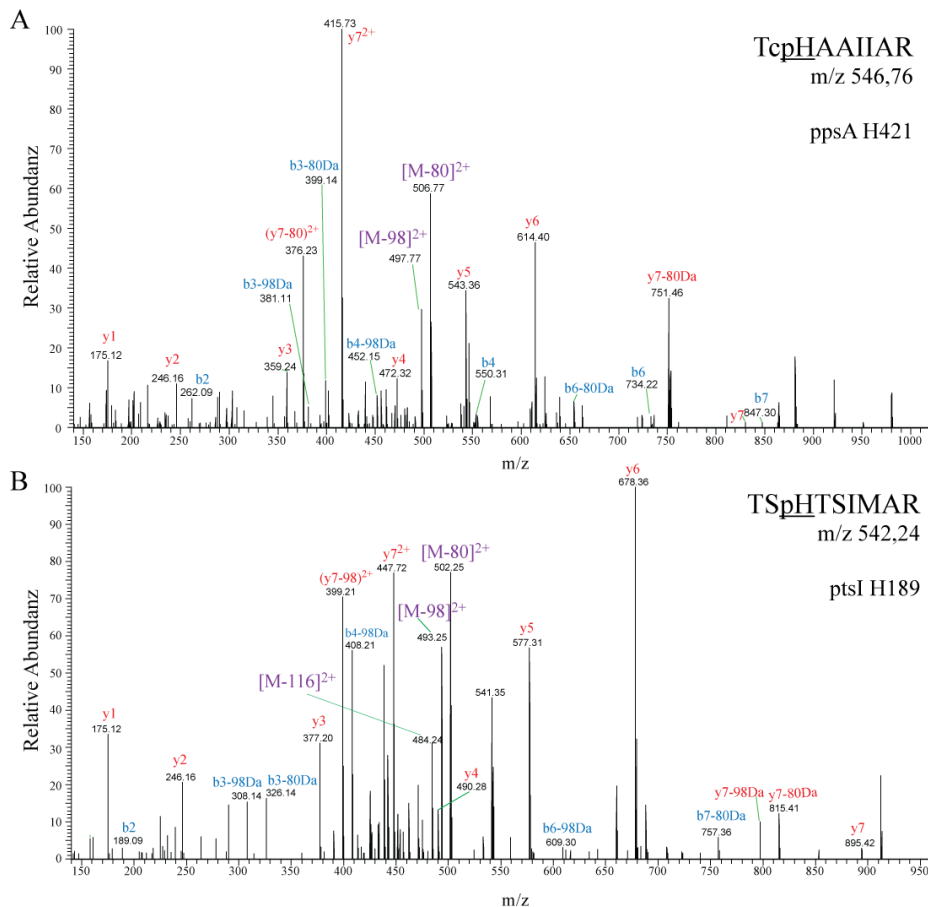 A
TcpHAAIIAR
m/z 546,76
ppsA H421
Relative Abundanz
100
90
80
70
60
50
40
30
20
10
0
415.73
y7²⁺
b3-80Da
399.14
[M-80]²⁺
506.77
(y7-80)²⁺
376.23
[M-98]²⁺
497.77
y6
614.40
b3-98Da
381.11
y5
543.36
y7-80Da
751.46
y1
175.12
y2
246.16
b2
262.09
y3
359.24
b4-98Da
452.15
y4
472.32
b4
550.31
b6-80Da
b6
734.22
y7
b7
847.30
150 200 250 300 350 400 450 500 550 600 650 700 750 800 850 900 950 1000
m/z
B
TSpHTSIMAR
m/z 542,24
ptsI H189
Relative Abundanz
100
90
80
70
60
50
40
30
20
10
0
y6
678.36
y7²⁺
447.72
[M-80]²⁺
502.25
(y7-98)²⁺
399.21
[M-98]²⁺
493.25
b4-98Da
408.21
y5
577.31
[M-116]²⁺
484.24
541.35
y1
175.12
y3
377.20
y2
246.16
b3-98Da
308.14
b3-80Da
326.14
y4
490.28
b2
189.09
b6-98Da
609.30
b7-80Da
757.36
y7-98Da
y7-80Da
815.41
y7
895.42
150 200 250 300 350 400 450 500 550 600 650 700 750 800 850 900 950
m/z